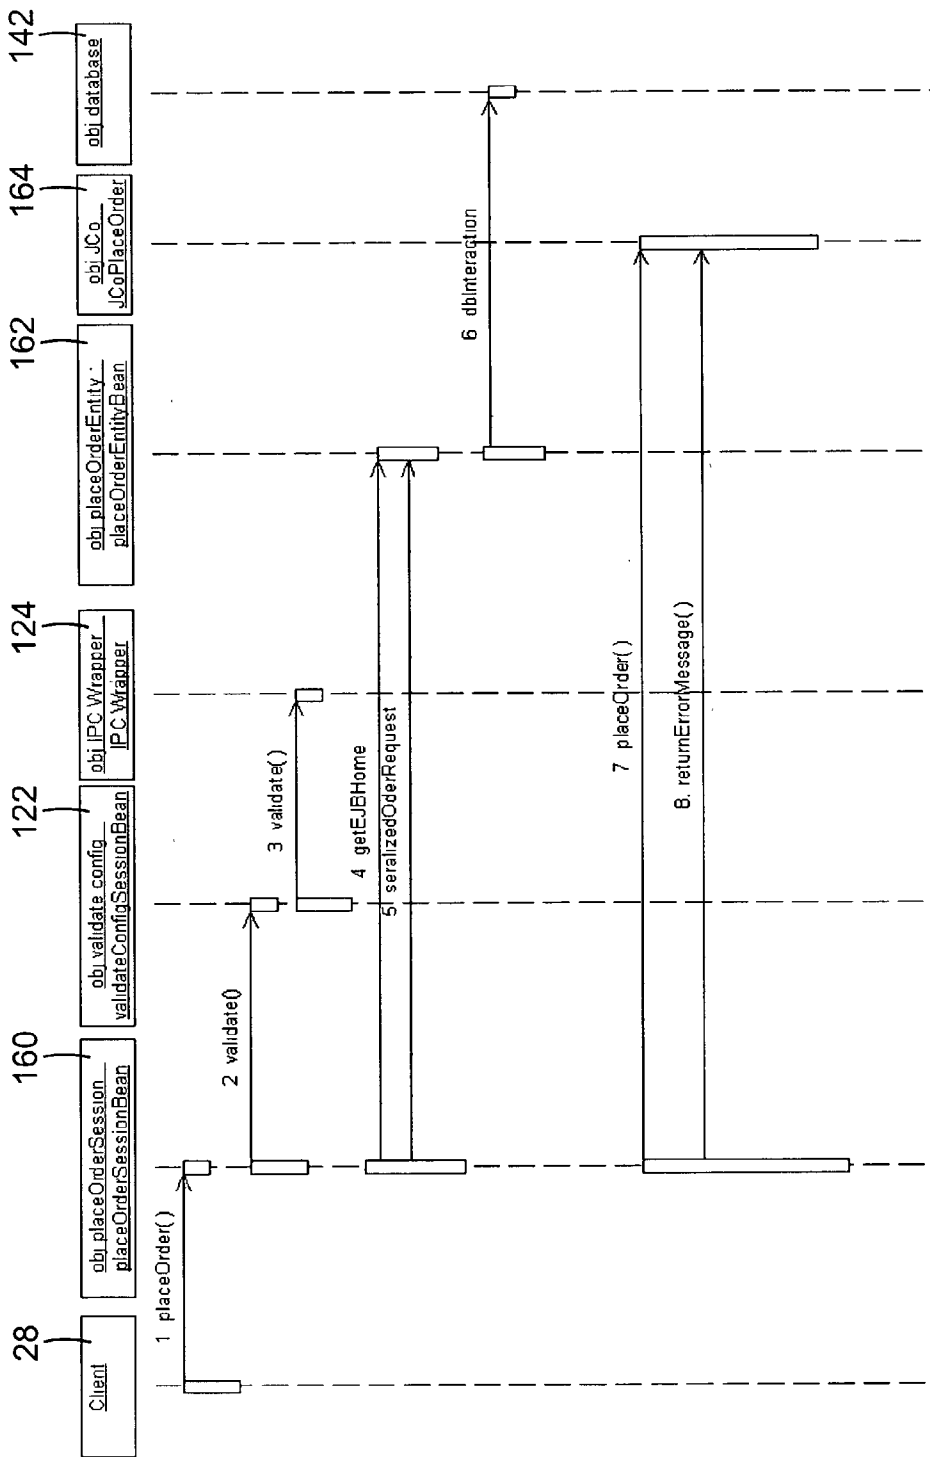 28
160
122
124
162
164
142
Client
obj placeOrderSession
placeOrderSessionBean
obj validate config
validateConfigSessionBean
obj IPC Wrapper
IPC Wrapper
obj placeOrderEntity
placeOrderEntityBean
obj JCo
JCoPlaceOrder
obj database
1 placeOrder()
2 validate()
3 validate()
4 getEJBHome
5 seralizedOderRequest
6 dbInteraction
7 placeOrder()
8. returnErrorMessage()